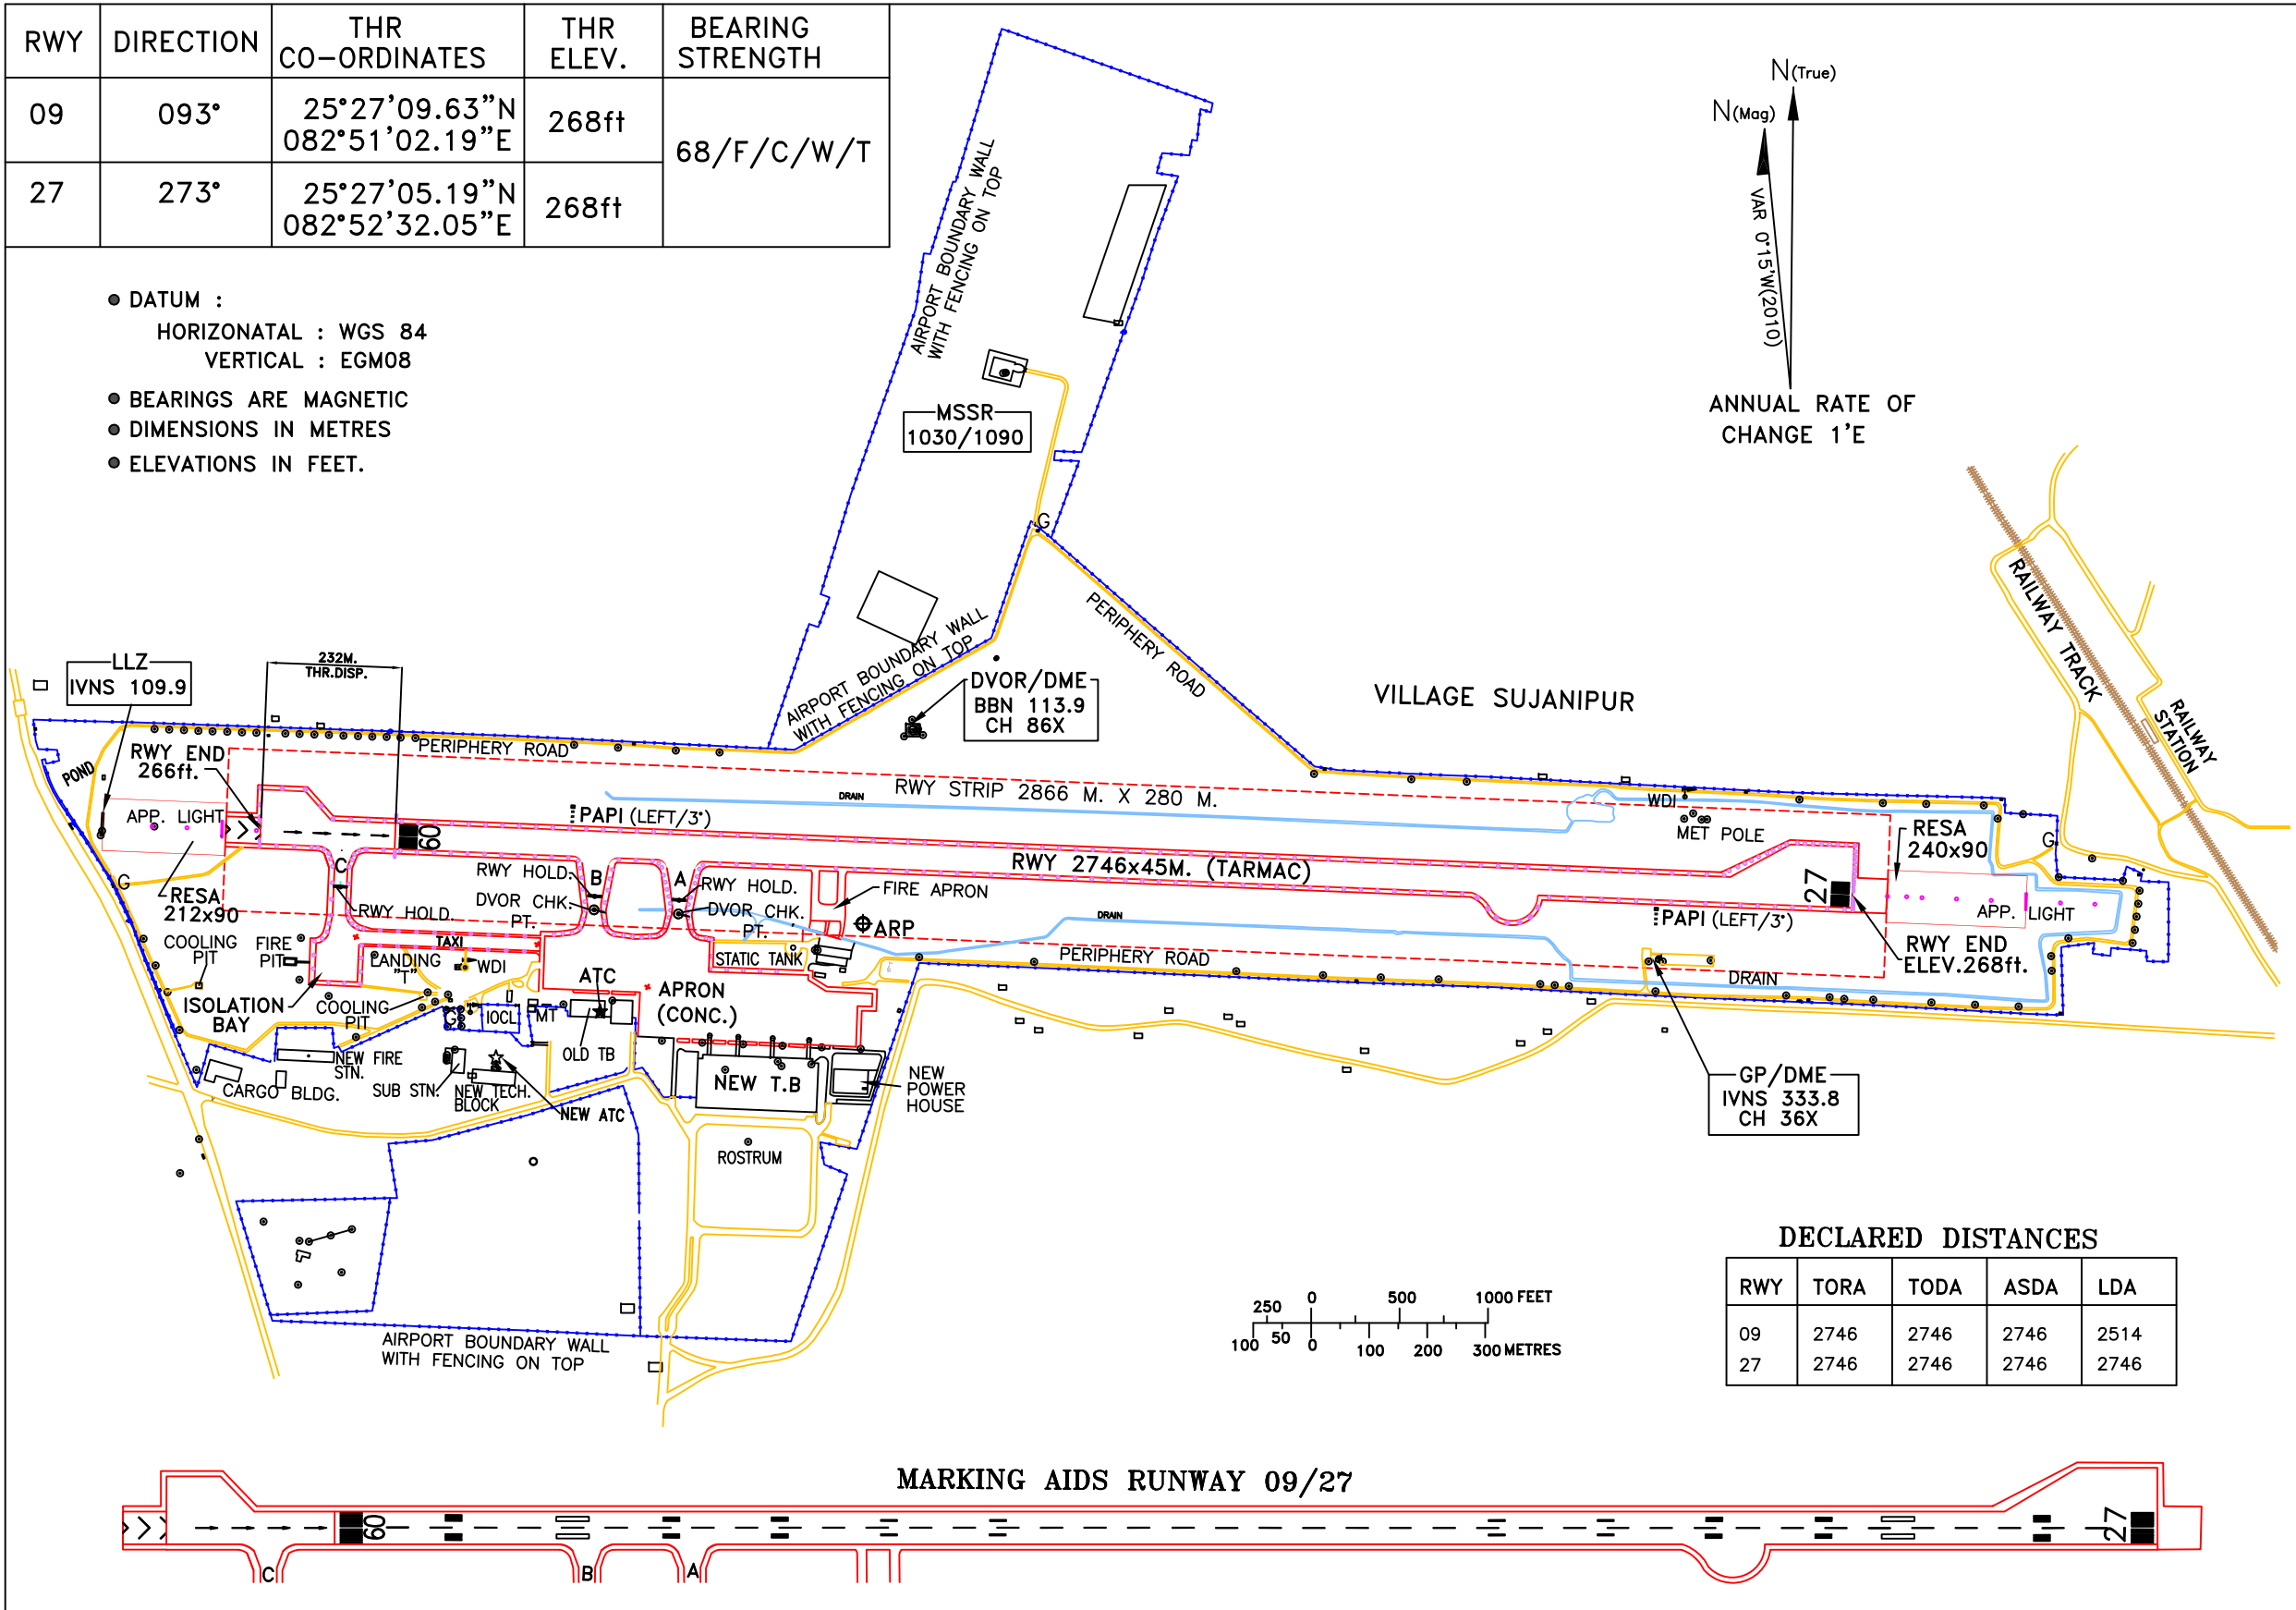 RWY DIRECTION THR CO-ORDINATES THR ELEV. BEARING STRENGTH
09 093° 25°27'09.63"N 082°51'02.19"E 268ft 68/F/C/W/T
27 273° 25°27'05.19"N 082°52'32.05"E 268ft
DATUM :
HORIZONATAL : WGS 84
VERTICAL : EGM08
BEARINGS ARE MAGNETIC
DIMENSIONS IN METRES
ELEVATIONS IN FEET.
N(True)
N(Mag)
VAR 0°15'W(2010)
ANNUAL RATE OF
CHANGE 1'E
AIRPORT BOUNDARY WALL
WITH FENCING ON TOP
MSSR
1030/1090
G
PERIPHERY ROAD
AIRPORT BOUNDARY WALL
WITH FENCING ON TOP
DVOR/DME
BBN 113.9
CH 86X
VILLAGE SUJANIPUR
RAILWAY TRACK
RAILWAY
STATION
LLZ
IVNS 109.9
232M.
THR.DISP.
PERIPHERY ROAD
POND
RWY END
266ft.
APP. LIGHT
RESA
212x90
G
C
RWY HOLD.
09
PAPI (LEFT/3°)
DRAIN
RWY STRIP 2866 M. X 280 M.
RWY 2746x45M. (TARMAC)
RWY HOLD.
B
A
RWY HOLD.
DVOR CHK.
PT.
DVOR CHK.
PT.
FIRE APRON
ARP
DRAIN
WDI
MET POLE
27
RESA
240x90
G
APP. LIGHT
PAPI (LEFT/3°)
RWY END
ELEV.268ft.
DRAIN
PERIPHERY ROAD
COOLING
PIT
FIRE
PIT
TAXI
LANDING
"T"
WDI
STATIC TANK
ISOLATION
BAY
COOLING
PIT
G
IOCL
MT
ATC
OLD TB
APRON
(CONC.)
NEW FIRE
STN.
CARGO BLDG.
SUB STN.
NEW TECH.
BLOCK
NEW ATC
NEW T.B
NEW
POWER
HOUSE
ROSTRUM
GP/DME
IVNS 333.8
CH 36X
AIRPORT BOUNDARY WALL
WITH FENCING ON TOP
250 0 500 1000 FEET
100 50 0 100 200 300 METRES
DECLARED DISTANCES
RWY TORA TODA ASDA LDA
09 2746 2746 2746 2514
27 2746 2746 2746 2746
MARKING AIDS RUNWAY 09/27
09
27
C
B
A